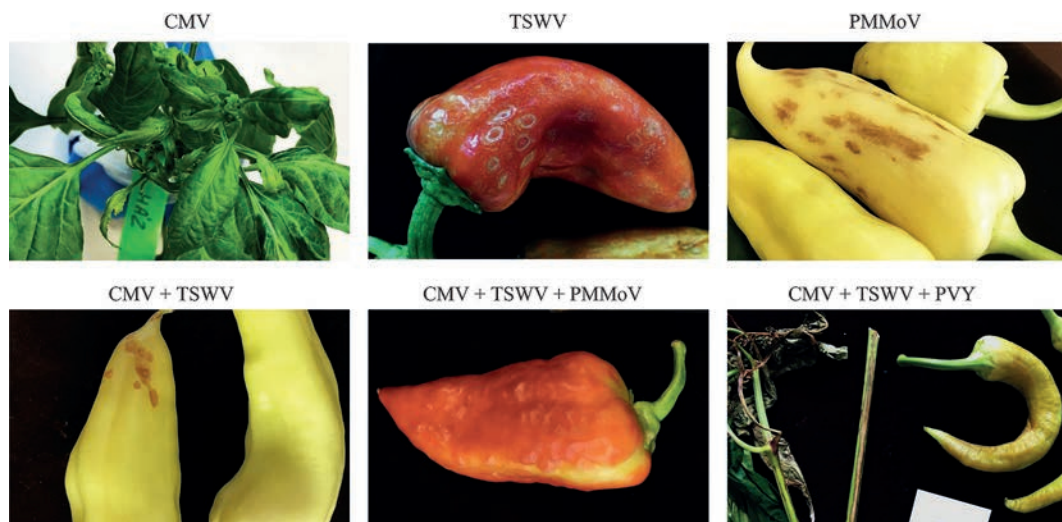 CMV
TSWV
PMMoV
CMV + TSWV
CMV + TSWV + PMMoV
CMV + TSWV + PVY